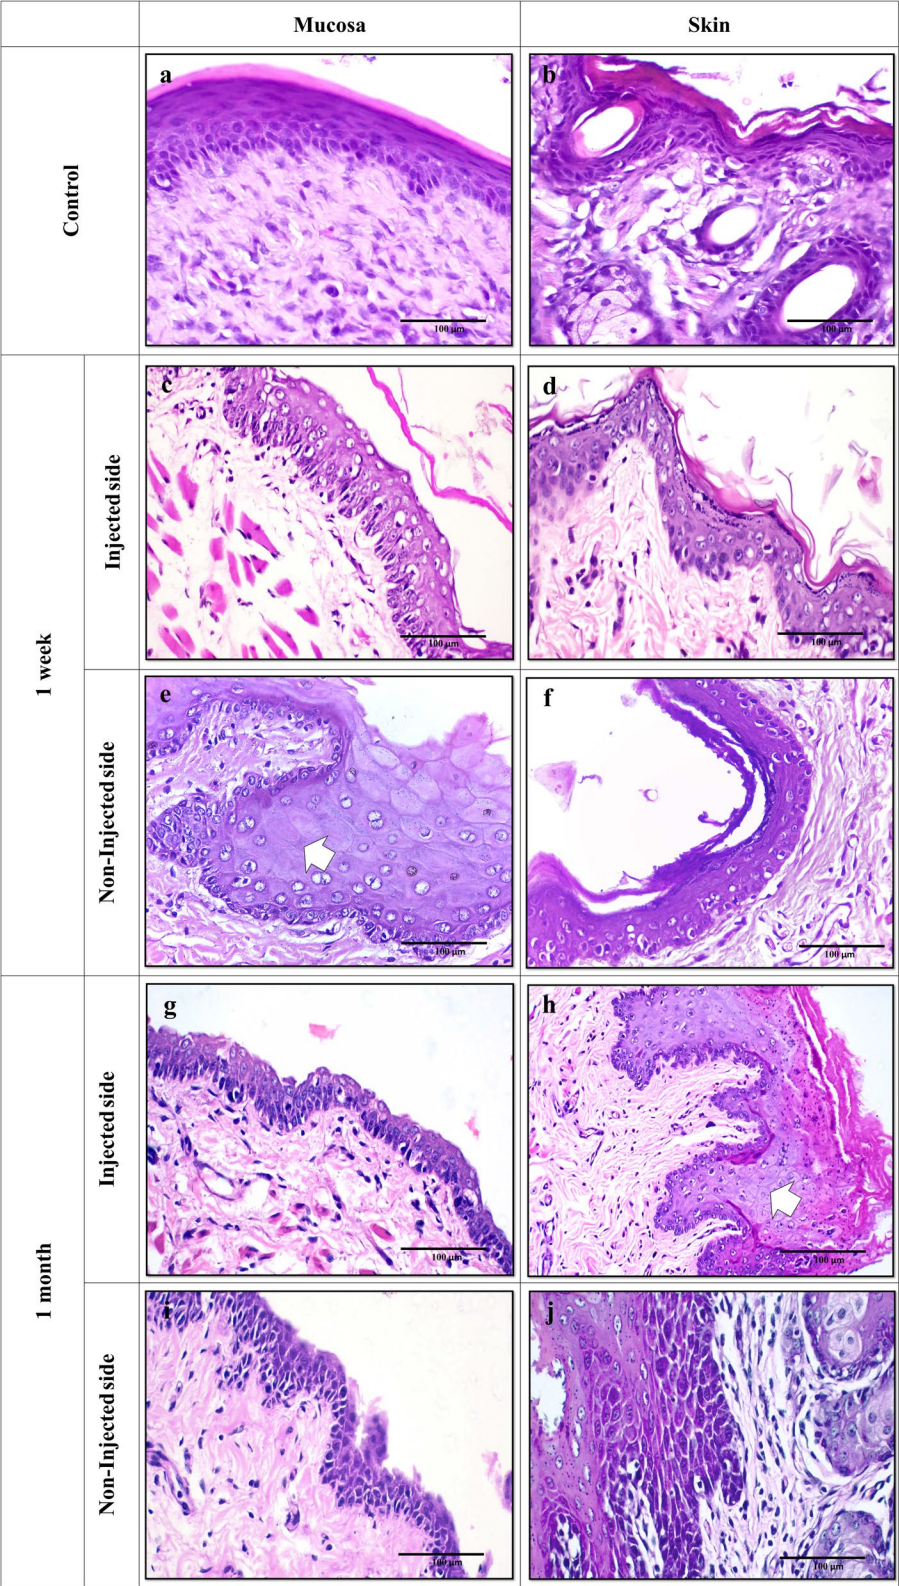 Mucosa Skin
Control
a b
100 µm 100 µm
1 week
Injected side
c d
100 µm 100 µm
Non-Injected side
e f
100 µm 100 µm
1 month
Injected side
g h
100 µm 100 µm
Non-Injected side
i j
100 µm 100 µm